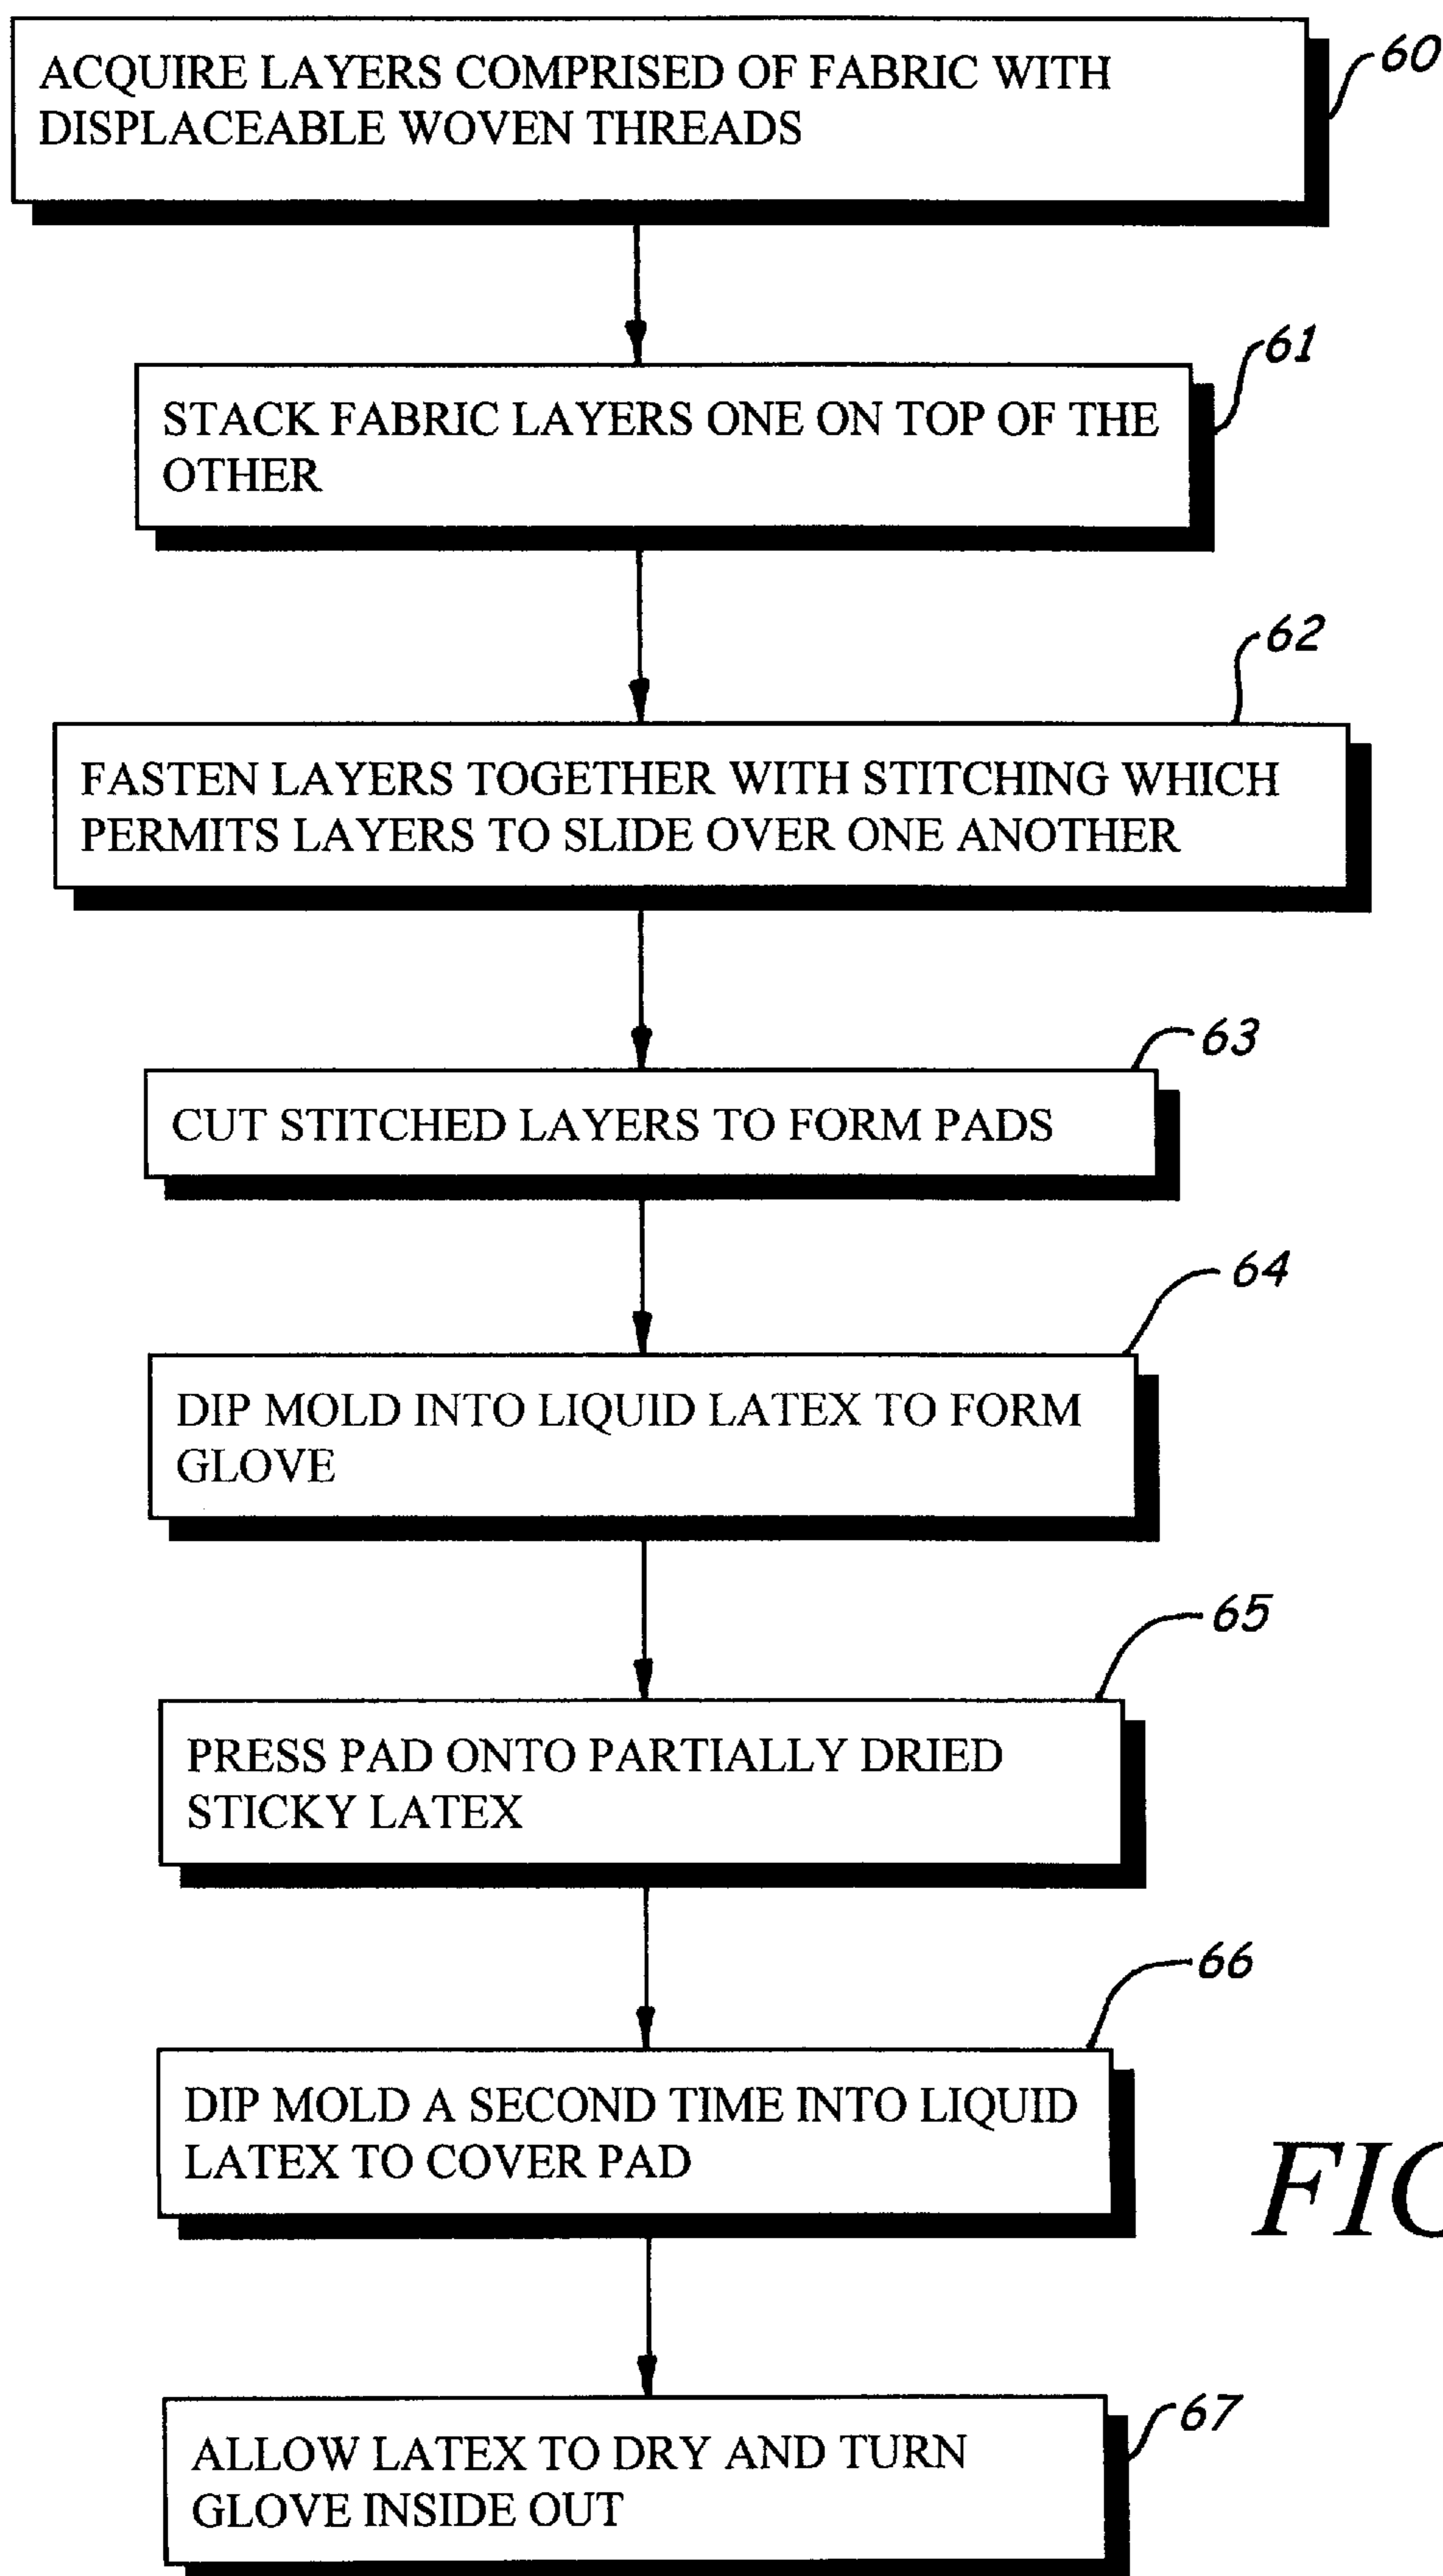 ACQUIRE LAYERS COMPRISED OF FABRIC WITH
DISPLACEABLE WOVEN THREADS
60
STACK FABRIC LAYERS ONE ON TOP OF THE
OTHER
61
FASTEN LAYERS TOGETHER WITH STITCHING WHICH
PERMITS LAYERS TO SLIDE OVER ONE ANOTHER
62
CUT STITCHED LAYERS TO FORM PADS
63
DIP MOLD INTO LIQUID LATEX TO FORM
GLOVE
64
PRESS PAD ONTO PARTIALLY DRIED
STICKY LATEX
65
DIP MOLD A SECOND TIME INTO LIQUID
LATEX TO COVER PAD
66
ALLOW LATEX TO DRY AND TURN
GLOVE INSIDE OUT
67